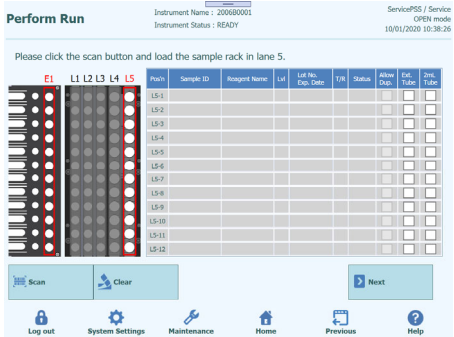 Perform Run
Instrument Name : 2006B0001
Instrument Status : READY
ServicePSS / Service
OPEN mode
10/01/2020 10:38:26
Please click the scan button and load the sample rack in lane 5.
E1 L1 L2 L3 L4 L5
Pos'n Sample ID Reagent Name Lvl Lot No. Exp. Date T/R Status Allow Dup. Ext. Tube 2mL Tube
L5-1
L5-2
L5-3
L5-4
L5-5
L5-6
L5-7
L5-8
L5-9
L5-10
L5-11
L5-12
Scan Clear Next
Log out System Settings Maintenance Home Previous Help